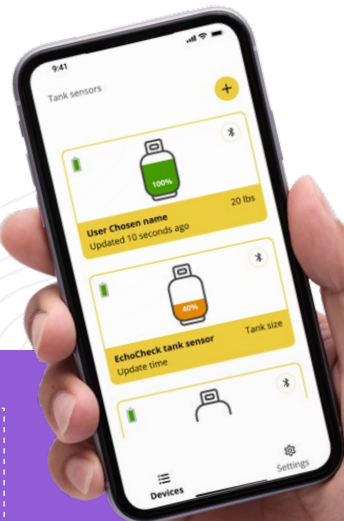 9:41
Tank sensors
+
100%
User Chosen name
20 lbs
Updated 10 seconds ago
40%
EchoCheck tank sensor
Tank size
Update time
Devices
Settings